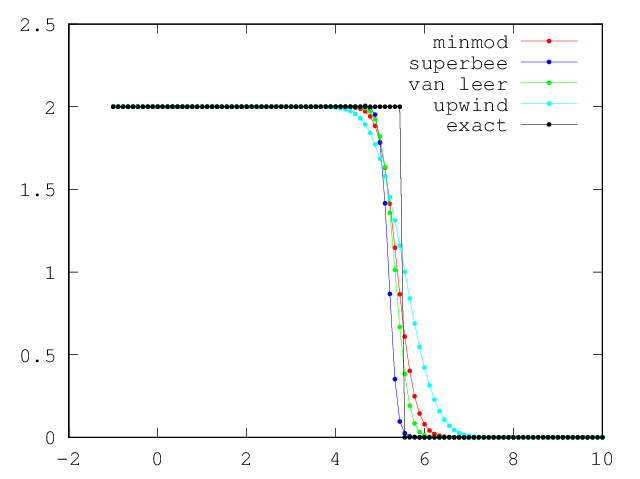 2.5
minmod
superbee
van leer
upwind
exact
2
1.5
1
0.5
0
-2 0 2 4 6 8 10